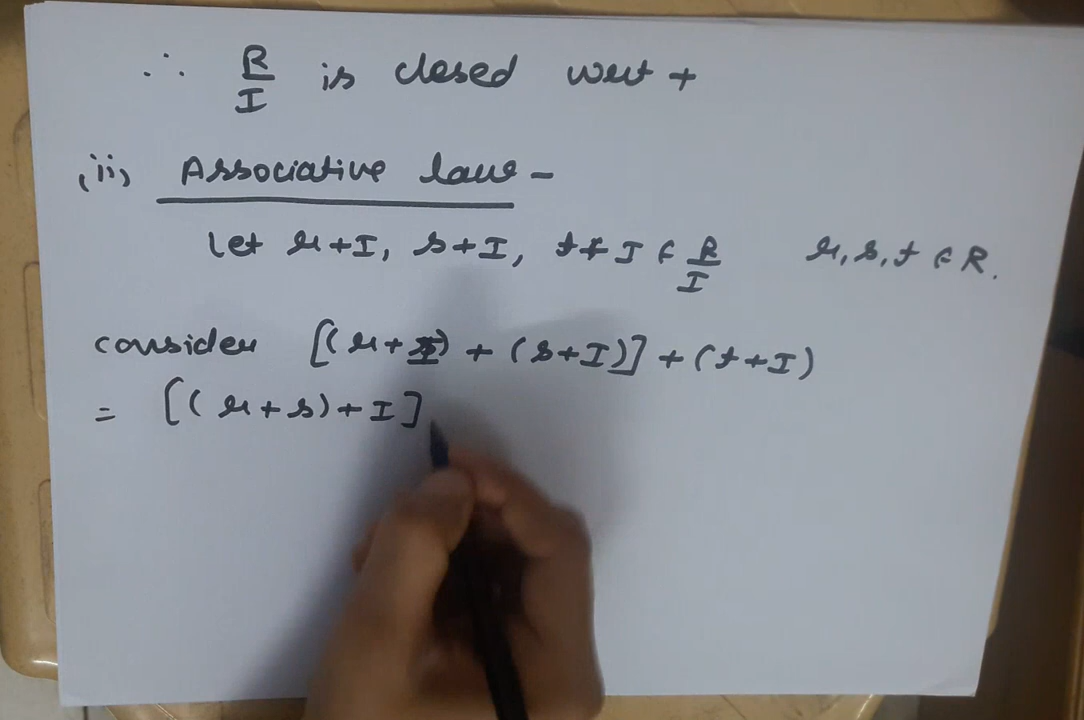 ∴ R/I is closed wrt +
(ii) Associative law -
Let r+I, s+I, t+I ∈ R/I r,s,t ∈ R.
consider [(r+I) + (s+I)] + (t+I)
= [(r+s)+I]